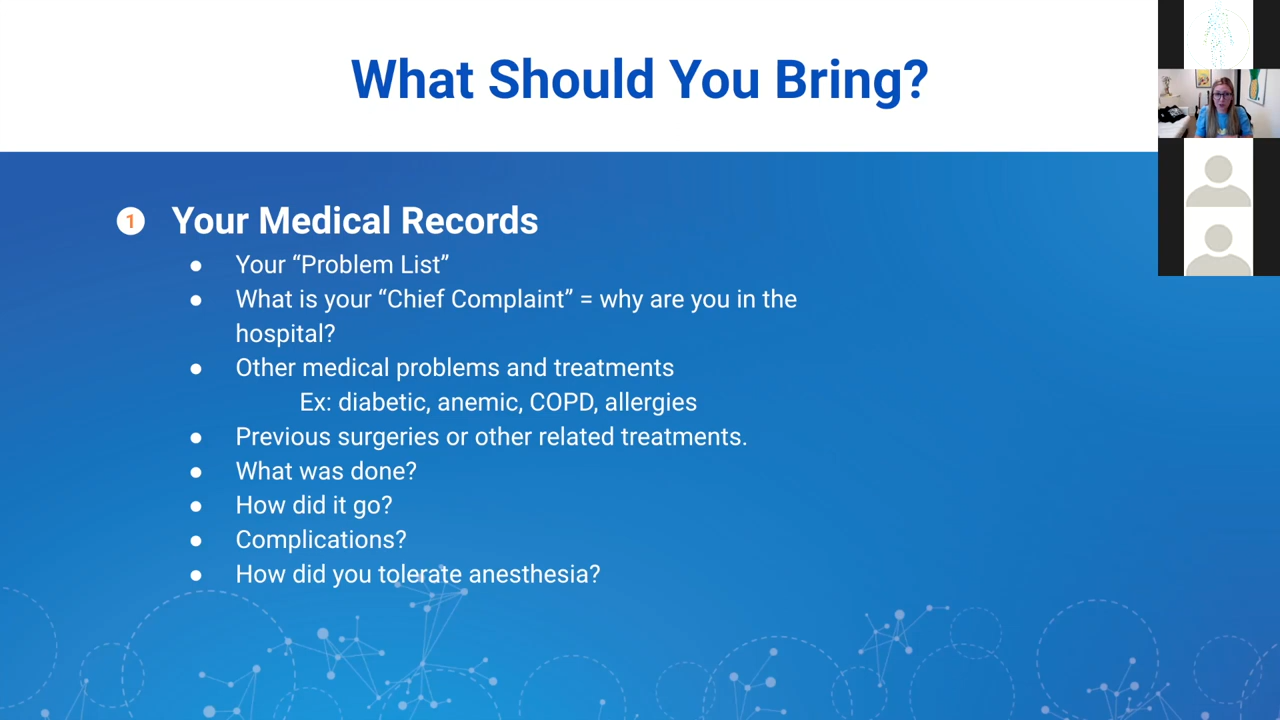 What Should You Bring?
1 Your Medical Records
● Your “Problem List”
● What is your “Chief Complaint” = why are you in the
hospital?
● Other medical problems and treatments
Ex: diabetic, anemic, COPD, allergies
● Previous surgeries or other related treatments.
● What was done?
● How did it go?
● Complications?
● How did you tolerate anesthesia?